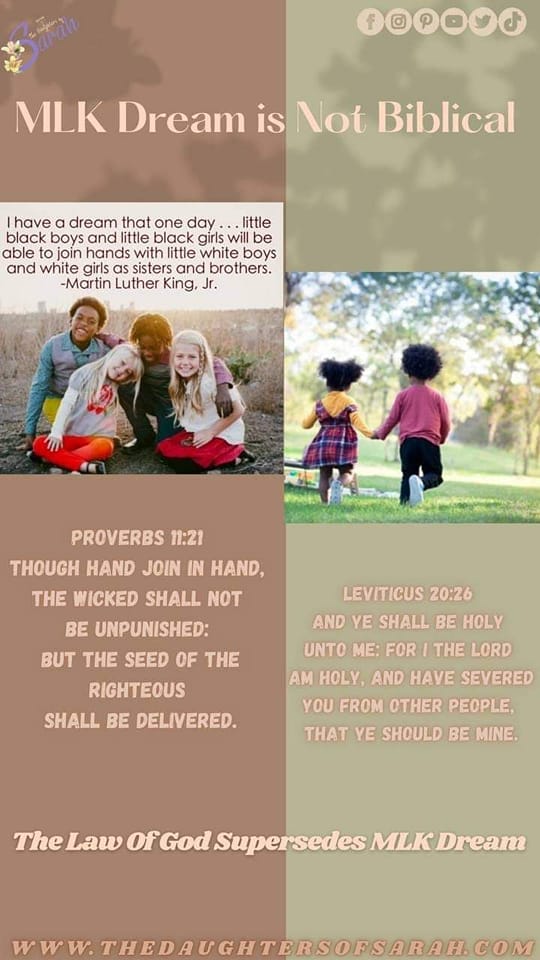 The Daughters of
Sarah
MLK Dream is Not Biblical
I have a dream that one day . . . little
black boys and little black girls will be
able to join hands with little white boys
and white girls as sisters and brothers.
-Martin Luther King, Jr.
PROVERBS 11:21
THOUGH HAND JOIN IN HAND,
THE WICKED SHALL NOT
BE UNPUNISHED:
BUT THE SEED OF THE
RIGHTEOUS
SHALL BE DELIVERED.
LEVITICUS 20:26
AND YE SHALL BE HOLY
UNTO ME: FOR I THE LORD
AM HOLY, AND HAVE SEVERED
YOU FROM OTHER PEOPLE,
THAT YE SHOULD BE MINE.
The Law Of God Supersedes MLK Dream
WWW.THEDAUGHTERSOFSARAH.COM